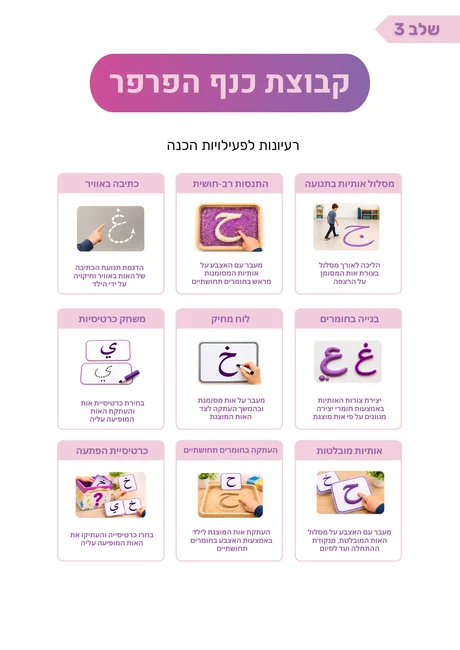 שלב 3
קבוצת כנף הפרפר
רעיונות לפעילויות הכנה
מסלול אותיות בתנועה
ج
הליכה לאורך מסלול
בצורת אות המסומן
על הרצפה
התנסות רב-חושית
ح
מעבר עם האצבע על
אותיות המסומנות
מראש בחומרים תחושתיים
כתיבה באוויר
غ
הדגמת תנועת הכתיבה
של האות באוויר וחיקויה
על ידי הילד
בנייה בחומרים
غ ع
יצירת צורות האותיות
באמצעות חומרי יצירה
מגוונים על פי אות מוצגת
לוח מחיק
خ
מעבר על אות מסומנת
ובהמשך העתקה לצד
האות המוצגת
משחק כרטיסיות
ي
ي
בחירת כרטיסיית אות
והעתקת האות
המופיעה עליה
אותיות מובלטות
خ
ح
מעבר עם האצבע על מסלול
האות המובלטת, מנקודת
ההתחלה ועד לסיום
העתקה בחומרים תחושתיים
ح
ح
העתקת אות המוצגת לילד
באמצעות האצבע בחומרים
תחושתיים
כרטיסיית הפתעה
?
خ
خ
ي
בחרו כרטיסייה והעתיקו את
האות המופיעה עליה